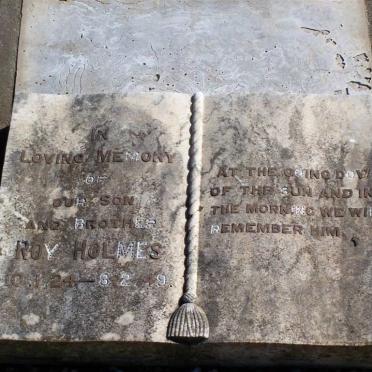 IN
LOVING MEMORY
OF
OUR SON
AND BROTHER
ROY HOLMES
AT THE GOING DOWN
OF THE SUN AND IN
THE MORNING WE WILL
REMEMBER HIM.